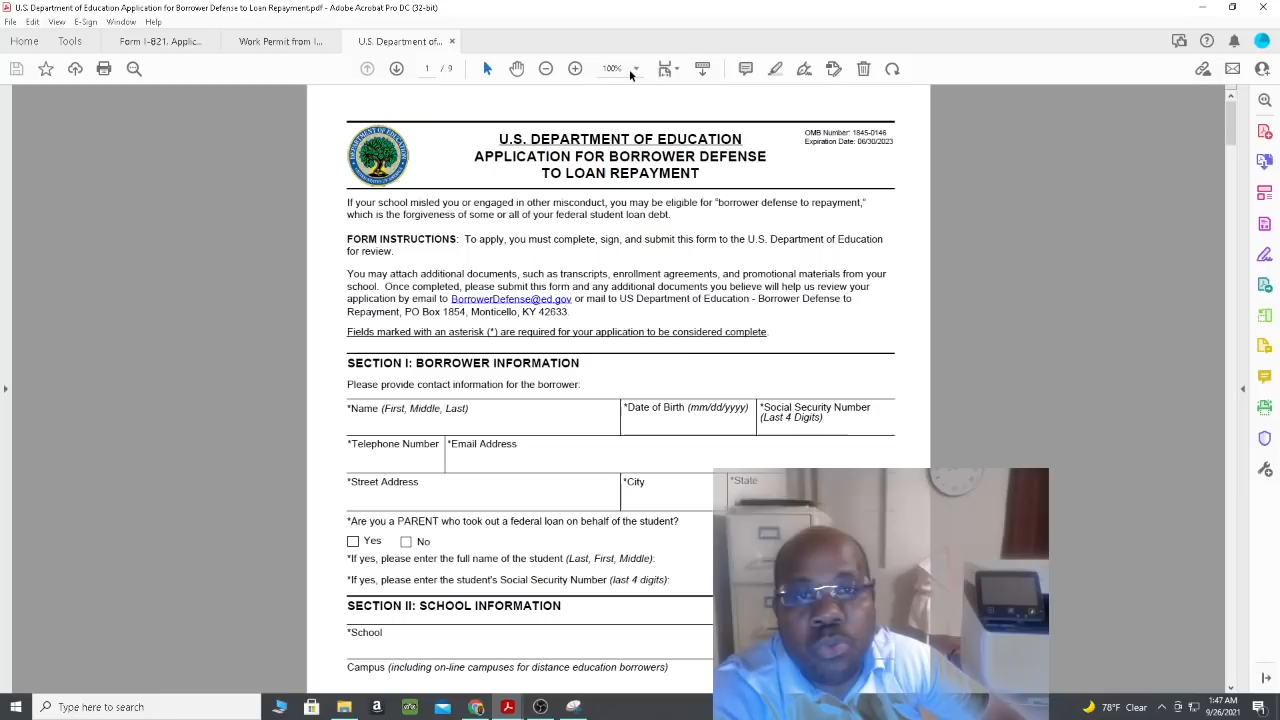 U.S. Department of Education Application for Borrower Defense to Loan Repayment.pdf - Adobe Acrobat Pro DC (32-bit)
File Edit View Sign Window Help
Home Tools Form I-821, Applic... Work Permit from I... U.S. Department of...
1 / 9 100%
OMB Number: 1845-0146
Expiration Date: 06/30/2023
U.S. DEPARTMENT OF EDUCATION
APPLICATION FOR BORROWER DEFENSE
TO LOAN REPAYMENT
If your school misled you or engaged in other misconduct, you may be eligible for “borrower defense to repayment,”
which is the forgiveness of some or all of your federal student loan debt.
FORM INSTRUCTIONS: To apply, you must complete, sign, and submit this form to the U.S. Department of Education
for review.
You may attach additional documents, such as transcripts, enrollment agreements, and promotional materials from your
school. Once completed, please submit this form and any additional documents you believe will help us review your
application by email to BorrowerDefense@ed.gov or mail to US Department of Education - Borrower Defense to
Repayment, PO Box 1854, Monticello, KY 42633.
Fields marked with an asterisk (*) are required for your application to be considered complete.
SECTION I: BORROWER INFORMATION
Please provide contact information for the borrower:
*Name (First, Middle, Last) *Date of Birth (mm/dd/yyyy) *Social Security Number
(Last 4 Digits)
*Telephone Number *Email Address
*Street Address *City *State
*Are you a PARENT who took out a federal loan on behalf of the student?
Yes No
*If yes, please enter the full name of the student (Last, First, Middle):
*If yes, please enter the student's Social Security Number (last 4 digits):
SECTION II: SCHOOL INFORMATION
*School
Campus (including on-line campuses for distance education borrowers)
Type here to search
78°F Clear
1:47 AM
9/26/2021